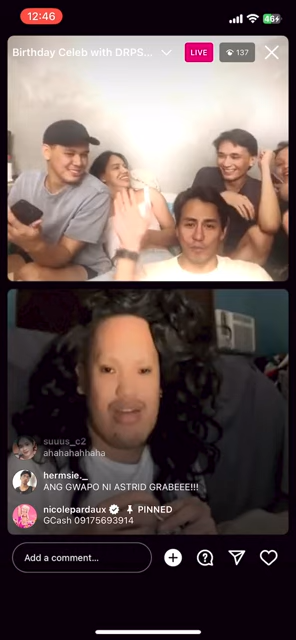 12:46
46
Birthday Celeb with DRPS...
LIVE
137
suuus_c2
ahahahahhaha
hermsie._
ANG GWAPO NI ASTRID GRABEEE!!!
nicolepardaux PINNED
GCash 09175693914
Add a comment...